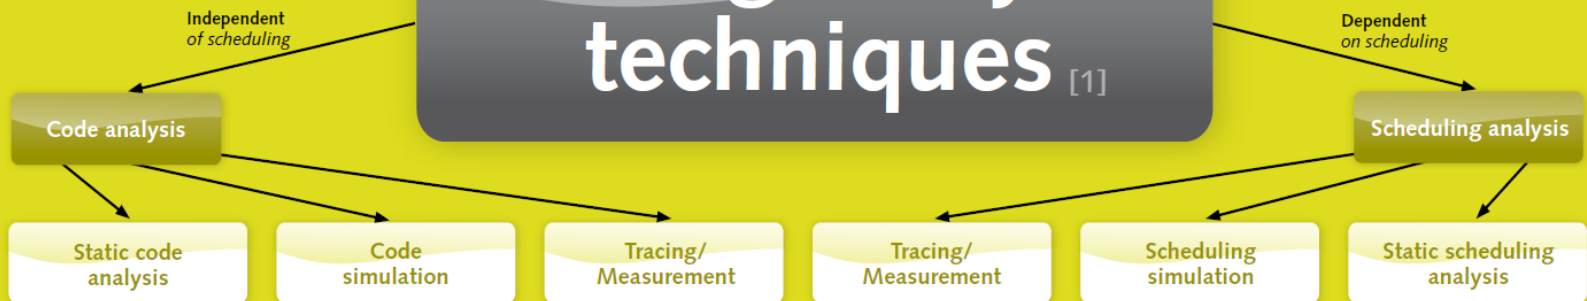 Independent
of scheduling
techniques [1]
Dependent
on scheduling
Code analysis
Scheduling analysis
Static code
analysis
Code
simulation
Tracing/
Measurement
Tracing/
Measurement
Scheduling
simulation
Static scheduling
analysis